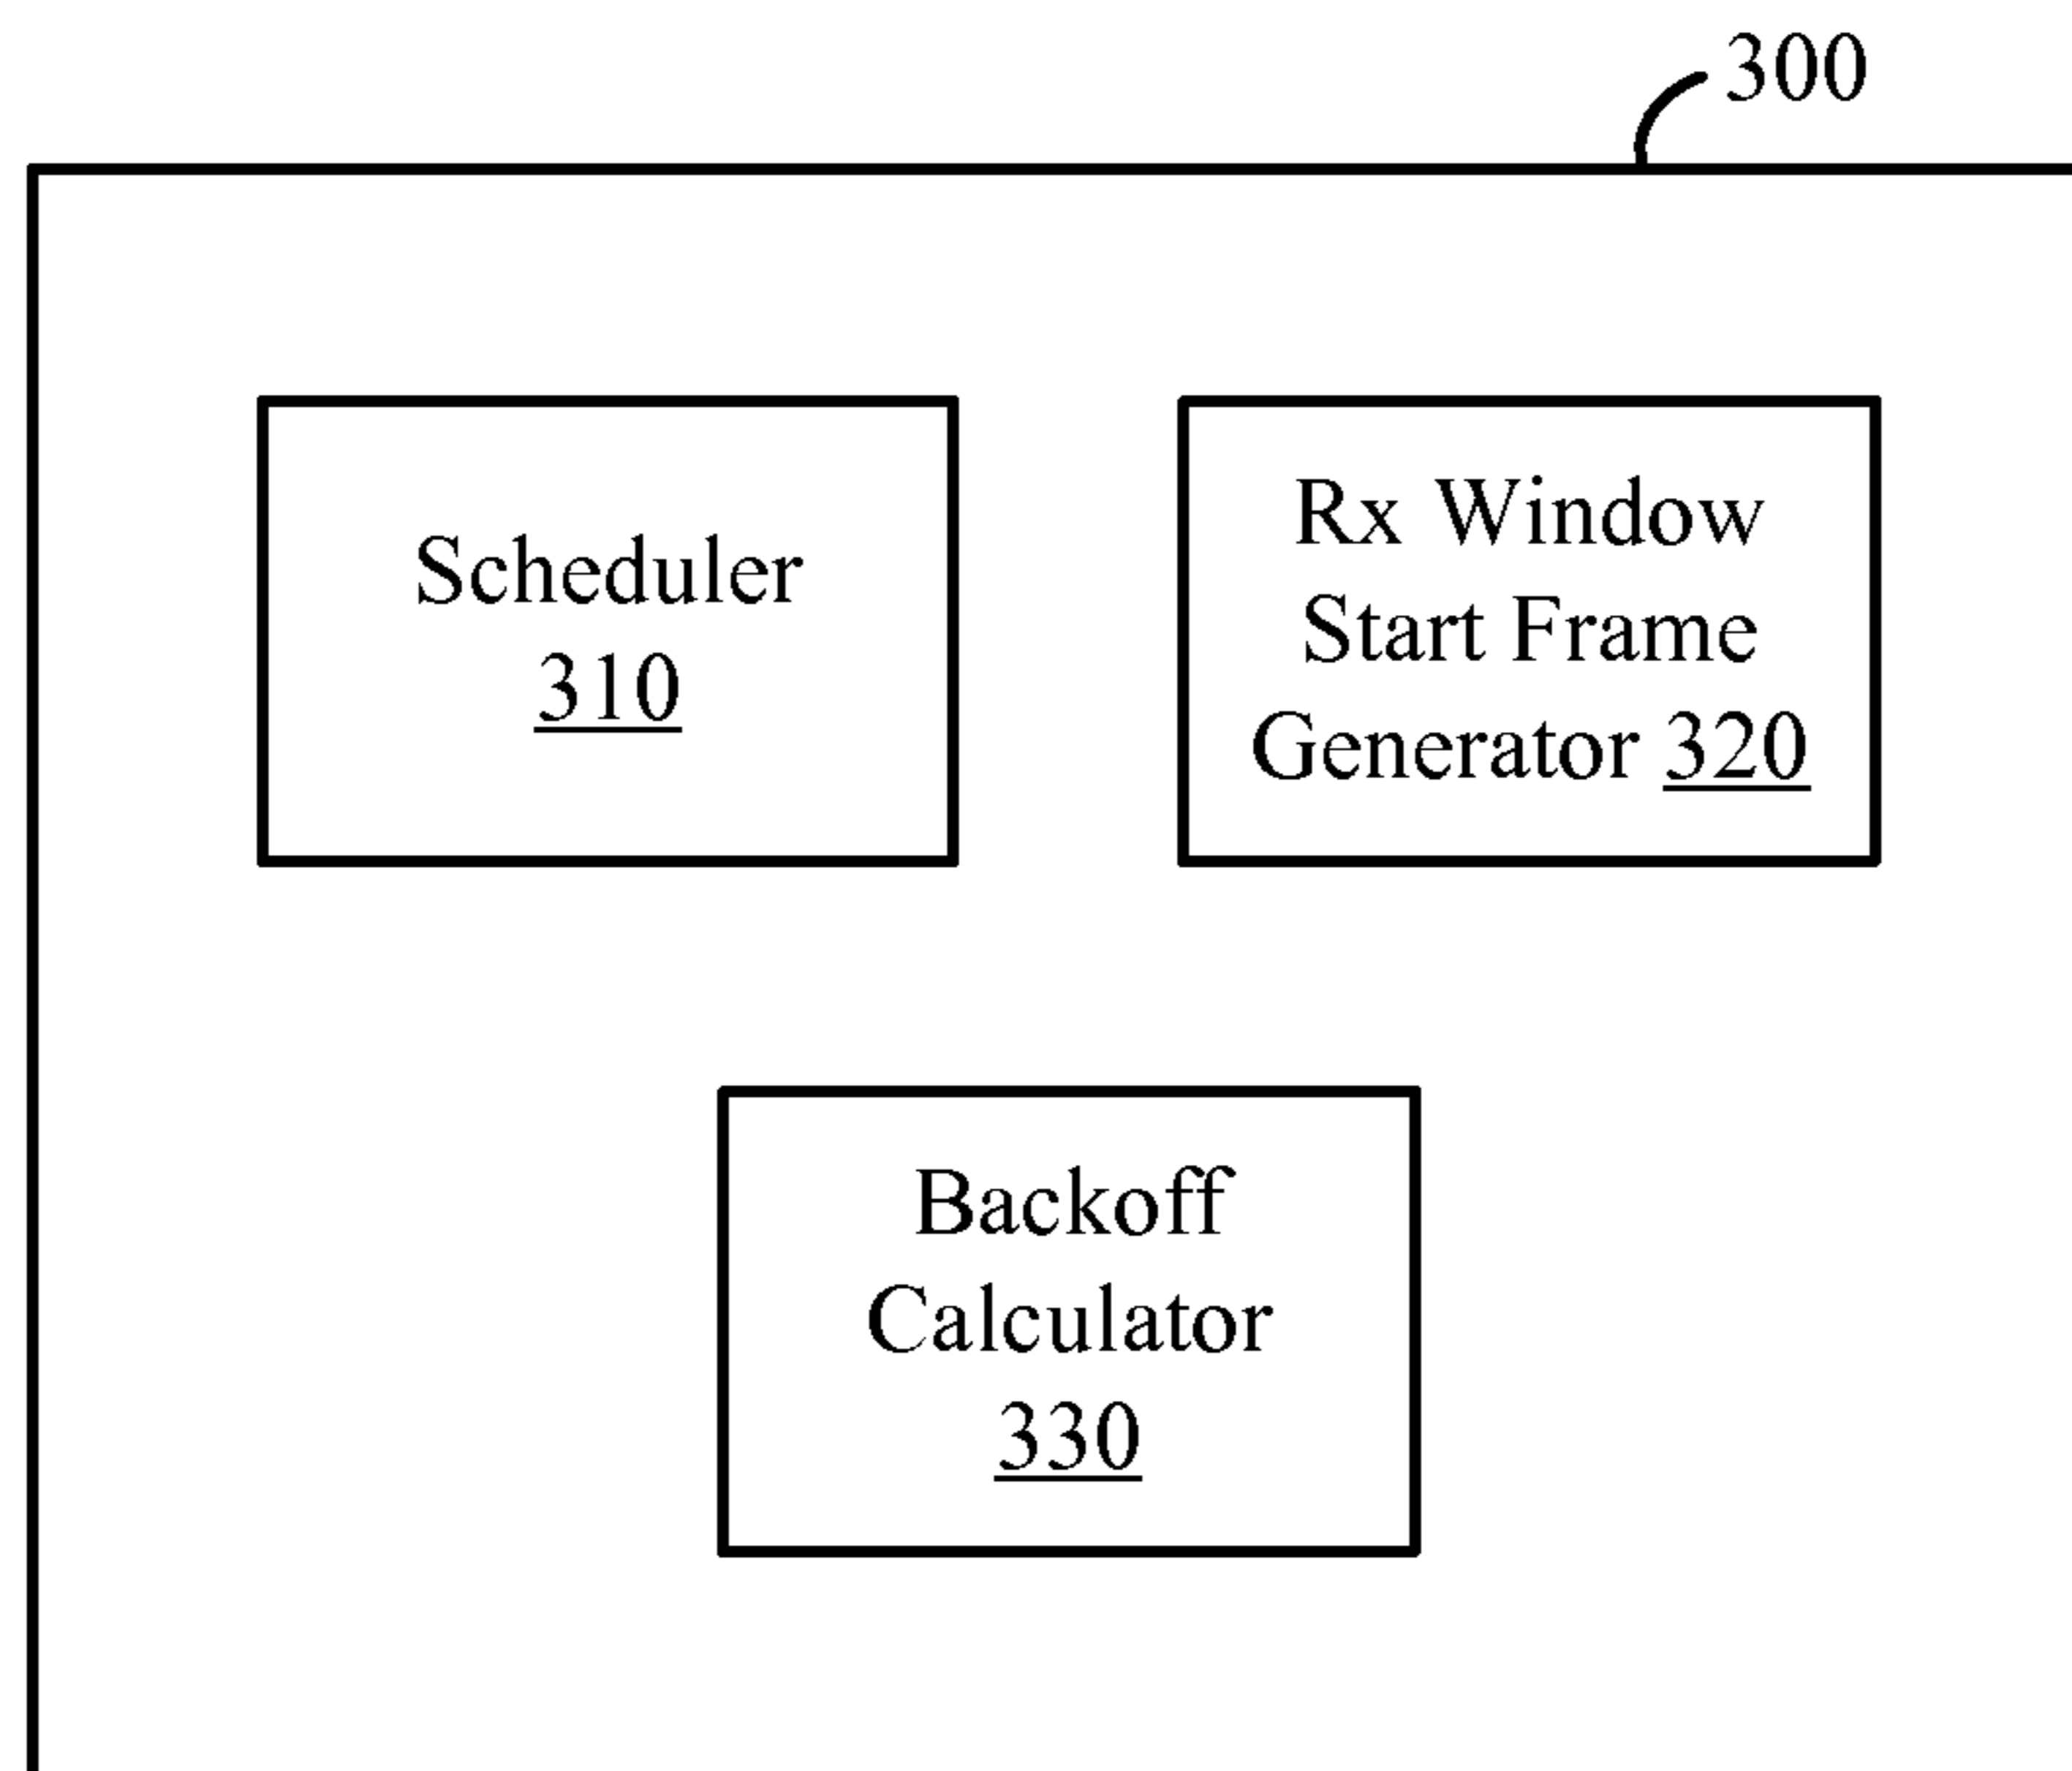 300
Scheduler
310
Rx Window
Start Frame
Generator 320
Backoff
Calculator
330